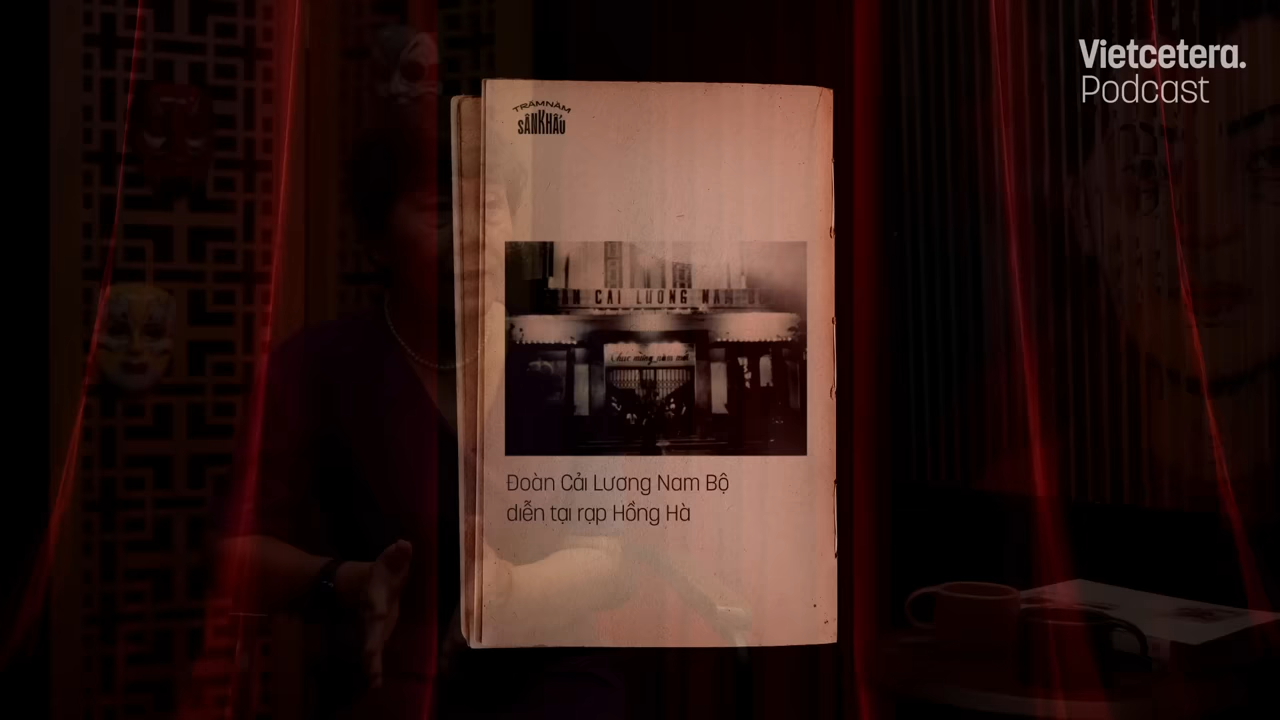 Vietcetera.
Podcast
TRĂM NĂM
SÂN KHẤU
CẢI LƯƠNG NAM
Chúc mừng năm mới
Đoàn Cải Lương Nam Bộ
diễn tại rạp Hồng Hà